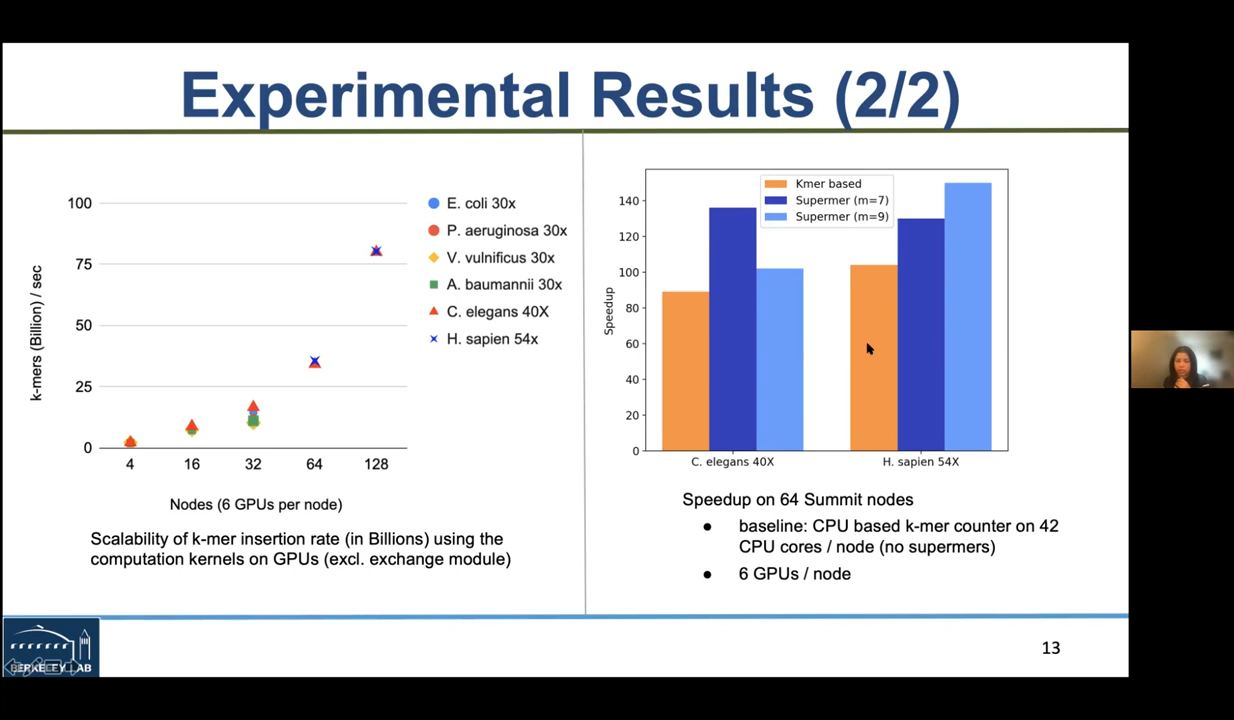 Experimental Results (2/2)
100
75
50
25
0
k-mers (Billion) / sec
4 16 32 64 128
Nodes (6 GPUs per node)
E. coli 30x
P. aeruginosa 30x
V. vulnificus 30x
A. baumannii 30x
C. elegans 40X
H. sapien 54x
Scalability of k-mer insertion rate (in Billions) using the
computation kernels on GPUs (excl. exchange module)
Kmer based
Supermer (m=7)
Supermer (m=9)
140
120
100
80
60
40
20
0
Speedup
C. elegans 40X H. sapien 54X
Speedup on 64 Summit nodes
● baseline: CPU based k-mer counter on 42
CPU cores / node (no supermers)
● 6 GPUs / node
BERKELEY LAB
13